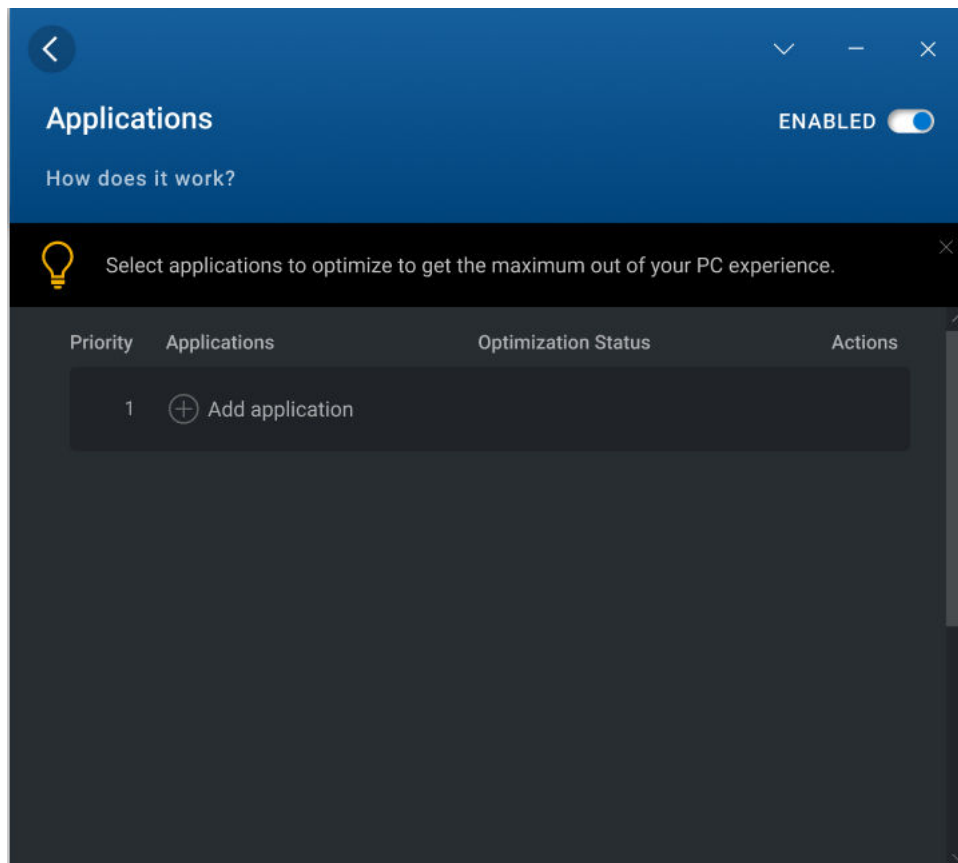 Applications
ENABLED
How does it work?
Select applications to optimize to get the maximum out of your PC experience.
Priority Applications Optimization Status Actions
1 Add application